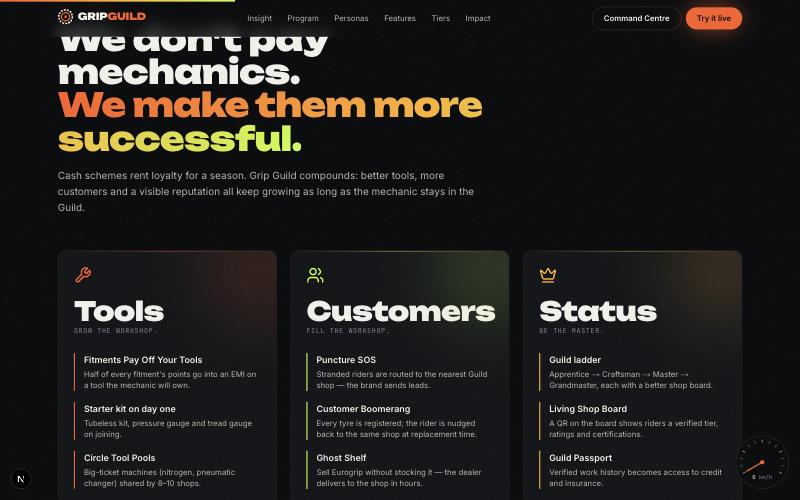 GRIPGUILD
Insight
Program
Personas
Features
Tiers
Impact
Command Centre
Try it live
We don't pay
mechanics.
We make them more
successful.
Cash schemes rent loyalty for a season. Grip Guild compounds: better tools, more
customers and a visible reputation all keep growing as long as the mechanic stays in the
Guild.
Tools
GROW THE WORKSHOP.
Fitments Pay Off Your Tools
Half of every fitment's points go into an EMI on
a tool the mechanic will own.
Starter kit on day one
Tubeless kit, pressure gauge and tread gauge
on joining.
Circle Tool Pools
Big-ticket machines (nitrogen, pneumatic
changer) shared by 8–10 shops.
Customers
FILL THE WORKSHOP.
Puncture SOS
Stranded riders are routed to the nearest Guild
shop — the brand sends leads.
Customer Boomerang
Every tyre is registered; the rider is nudged
back to the same shop at replacement time.
Ghost Shelf
Sell Eurogrip without stocking it — the dealer
delivers to the shop in hours.
Status
BE THE MASTER.
Guild ladder
Apprentice → Craftsman → Master →
Grandmaster, each with a better shop board.
Living Shop Board
A QR on the board shows riders a verified tier,
ratings and certifications.
Guild Passport
Verified work history becomes access to credit
and insurance.
0 km/h
N